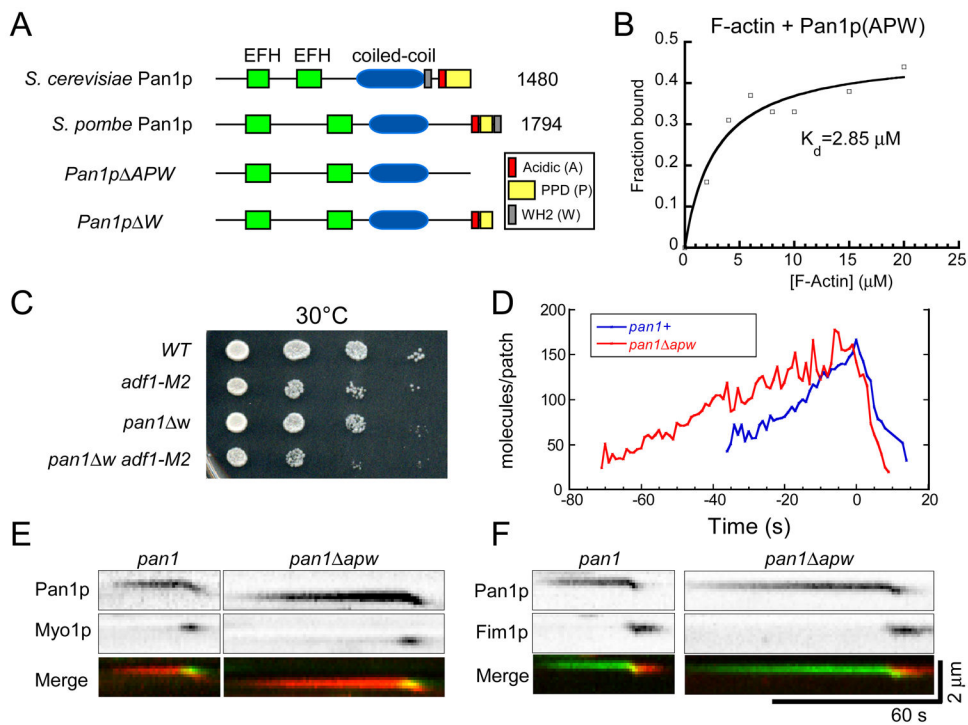 A
EFH EFH coiled-coil
S. cerevisiae Pan1p 1480
S. pombe Pan1p 1794
Pan1pΔAPW
Pan1pΔW
Acidic (A)
PPD (P)
WH2 (W)
B
F-actin + Pan1p(APW)
Fraction bound
0.5
0.4
0.3
0.2
0.1
0.0
K_d=2.85 µM
0 5 10 15 20 25
[F-Actin] (µM)
C
30°C
WT
adf1-M2
pan1Δw
pan1Δw adf1-M2
D
molecules/patch
200
150
100
50
0
pan1+
pan1Δapw
-80 -60 -40 -20 0 20
Time (s)
E
pan1 pan1Δapw
Pan1p
Myo1p
Merge
F
pan1 pan1Δapw
Pan1p
Fim1p
Merge
2 µm
60 s